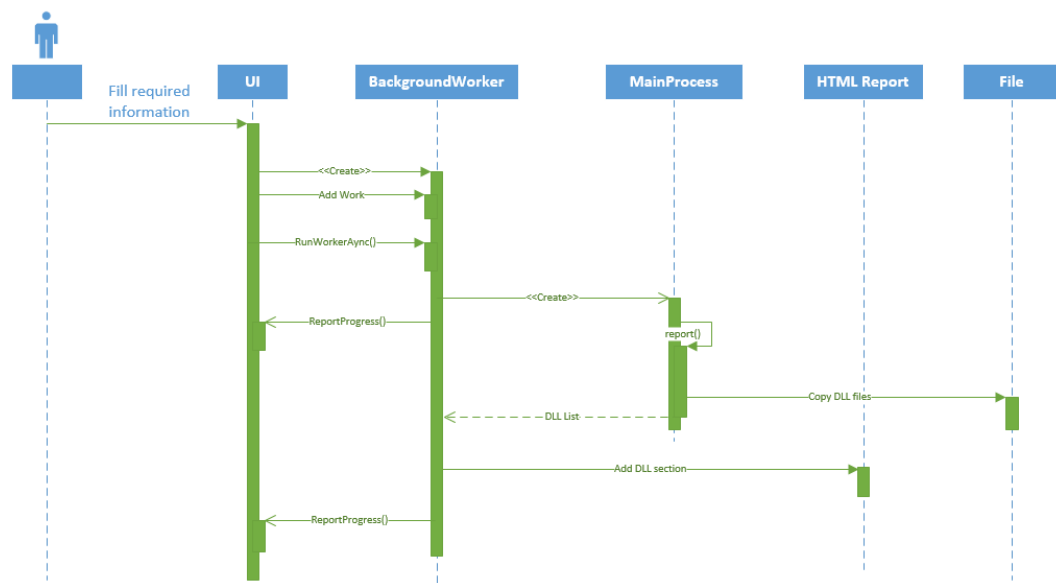 UI
BackgroundWorker
MainProcess
HTML Report
File
Fill required
information
<<Create>>
Add Work
RunWorkerAync()
<<Create>>
ReportProgress()
report()
Copy DLL files
DLL List
Add DLL section
ReportProgress()